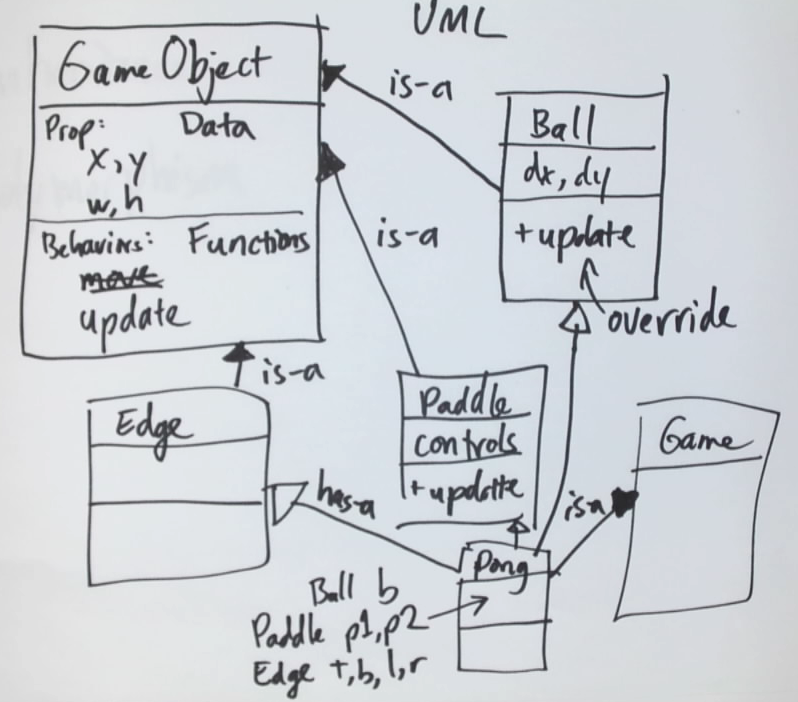 UML
Game Object
Prop: Data
x, y
w, h
Behaviors: Functions
move
update
is-a
Ball
dx, dy
+update
override
is-a
is-a
Edge
Paddle
controls
+update
Game
has-a
is-a
Pong
Ball b
Paddle p1, p2
Edge t, b, l, r